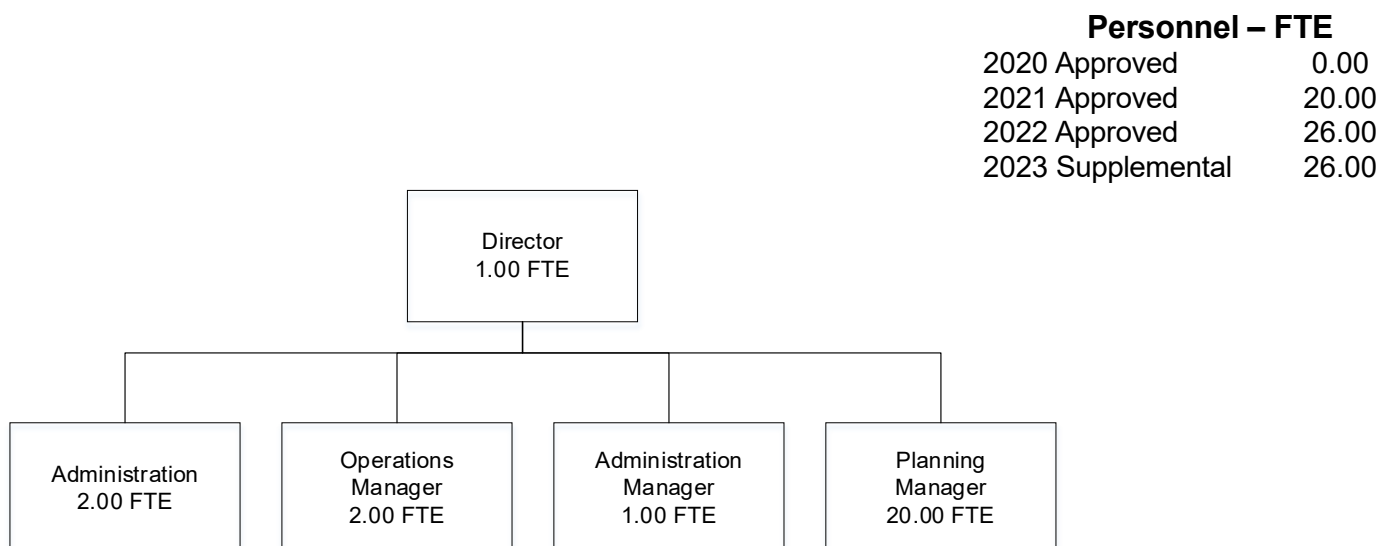 Personnel – FTE
2020 Approved 0.00
2021 Approved 20.00
2022 Approved 26.00
2023 Supplemental 26.00
Director
1.00 FTE
Administration
2.00 FTE
Operations
Manager
2.00 FTE
Administration
Manager
1.00 FTE
Planning
Manager
20.00 FTE